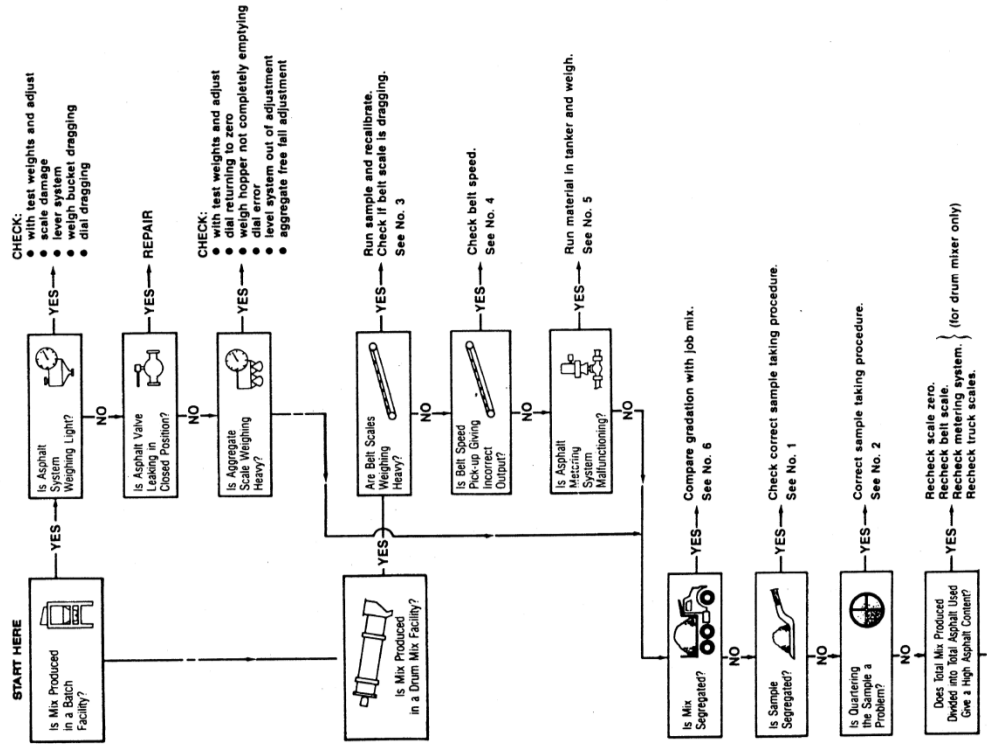 START HERE
Is Mix Produced
in a Batch
Facility?
YES
Is Asphalt
System
Weighing Light?
YES
CHECK:
● with test weights and adjust
● scale damage
● lever system
● weigh bucket dragging
● dial dragging
NO
Is Asphalt Valve
Leaking in
Closed Position?
YES
REPAIR
NO
Is Aggregate
Scale Weighing
Heavy?
YES
CHECK:
● with test weights and adjust
● dial returning to zero
● weigh hopper not completely emptying
● dial error
● level system out of adjustment
● aggregate free fall adjustment
Is Mix Produced
in a Drum Mix Facility?
YES
Are Belt Scales
Weighing
Heavy?
YES
Run sample and recalibrate.
Check if belt scale is dragging.
See No. 3
NO
Is Belt Speed
Pick-up Giving
Incorrect
Output?
YES
Check belt speed.
See No. 4
NO
Is Asphalt
Metering
System
Malfunctioning?
YES
Run material in tanker and weigh.
See No. 5
NO
Is Mix
Segregated?
YES
Compare gradation with job mix.
See No. 6
NO
Is Sample
Segregated?
YES
Check correct sample taking procedure.
See No. 1
NO
Is Quartering
the Sample a
Problem?
YES
Correct sample taking procedure.
See No. 2
NO
Does Total Mix Produced
Divided into Total Asphalt Used
Give a High Asphalt Content?
YES
Recheck scale zero.
Recheck belt scale.
Recheck metering system. } (for drum mixer only)
Recheck truck scales.